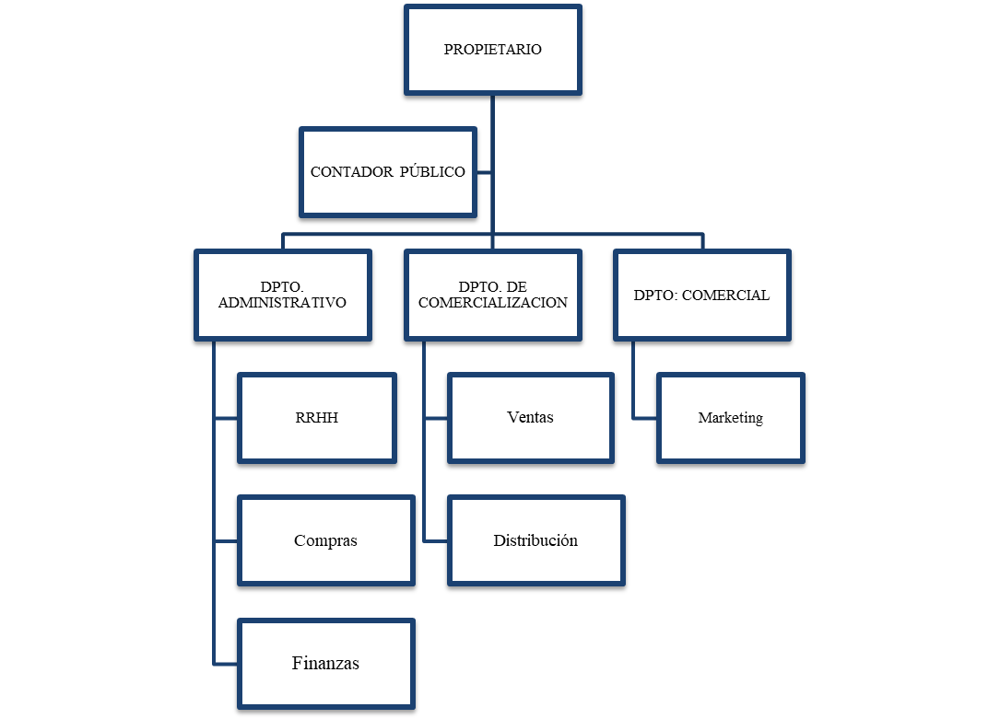 PROPIETARIO
CONTADOR PÚBLICO
DPTO.
ADMINISTRATIVO
DPTO. DE
COMERCIALIZACION
DPTO: COMERCIAL
RRHH
Ventas
Marketing
Compras
Distribución
Finanzas